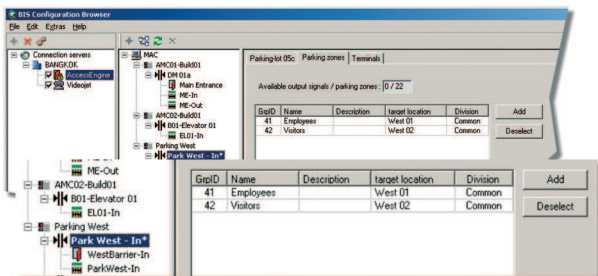 BIS Configuration Browser
File Edit Extras Help
Connection servers
BANGKOK
AccessEngine
Videojet
MAC
AMC01-Build01
DM 01a
Main Entrance
ME-In
ME-Out
AMC02-Build01
B01-Elevator 01
EL01-In
Parking West
Park West - In*
Parking-lot 05c Parking zones Terminals
Available output signals / parking zones : 0 / 22
GrpID Name Description target location Division
41 Employees West 01 Common
42 Visitors West 02 Common
Add
Deselect
ME-Out
AMC02-Build01
B01-Elevator 01
EL01-In
Parking West
Park West - In*
WestBarrier-In
ParkWest-In
GrpID Name Description target location Division
41 Employees West 01 Common
42 Visitors West 02 Common
Add
Deselect